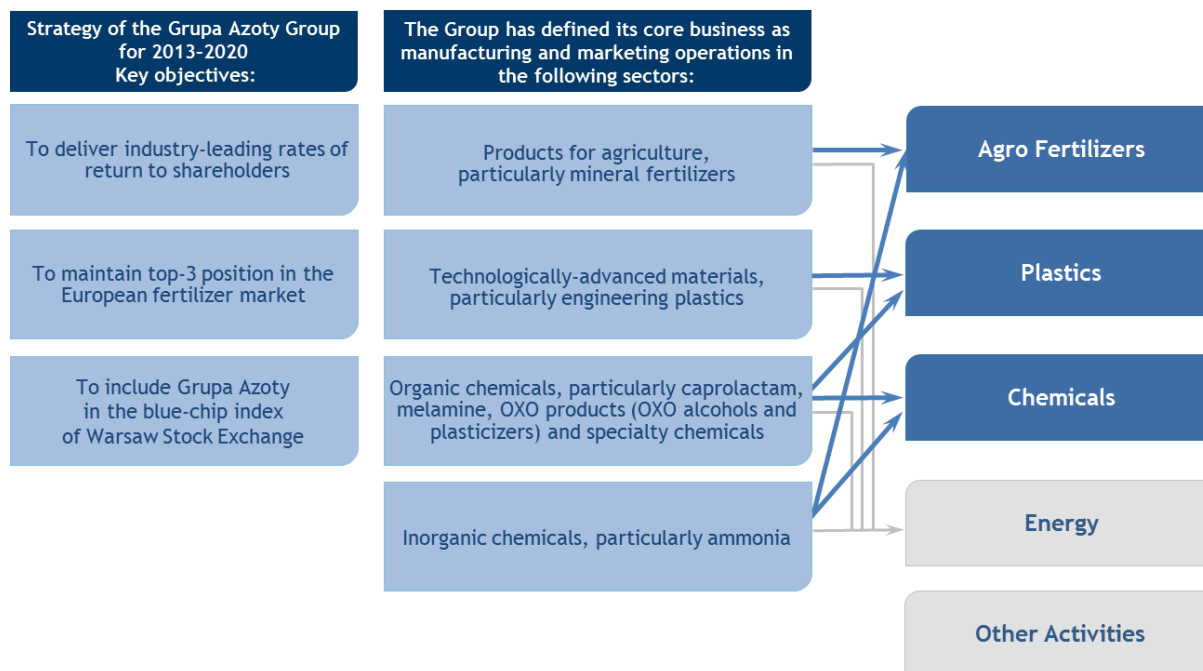 Strategy of the Grupa Azoty Group
for 2013-2020
Key objectives:
To deliver industry-leading rates of
return to shareholders
To maintain top-3 position in the
European fertilizer market
To include Grupa Azoty
in the blue-chip index
of Warsaw Stock Exchange
The Group has defined its core business as
manufacturing and marketing operations in
the following sectors:
Products for agriculture,
particularly mineral fertilizers
Technologically-advanced materials,
particularly engineering plastics
Organic chemicals, particularly caprolactam,
melamine, OXO products (OXO alcohols and
plasticizers) and specialty chemicals
Inorganic chemicals, particularly ammonia
Agro Fertilizers
Plastics
Chemicals
Energy
Other Activities